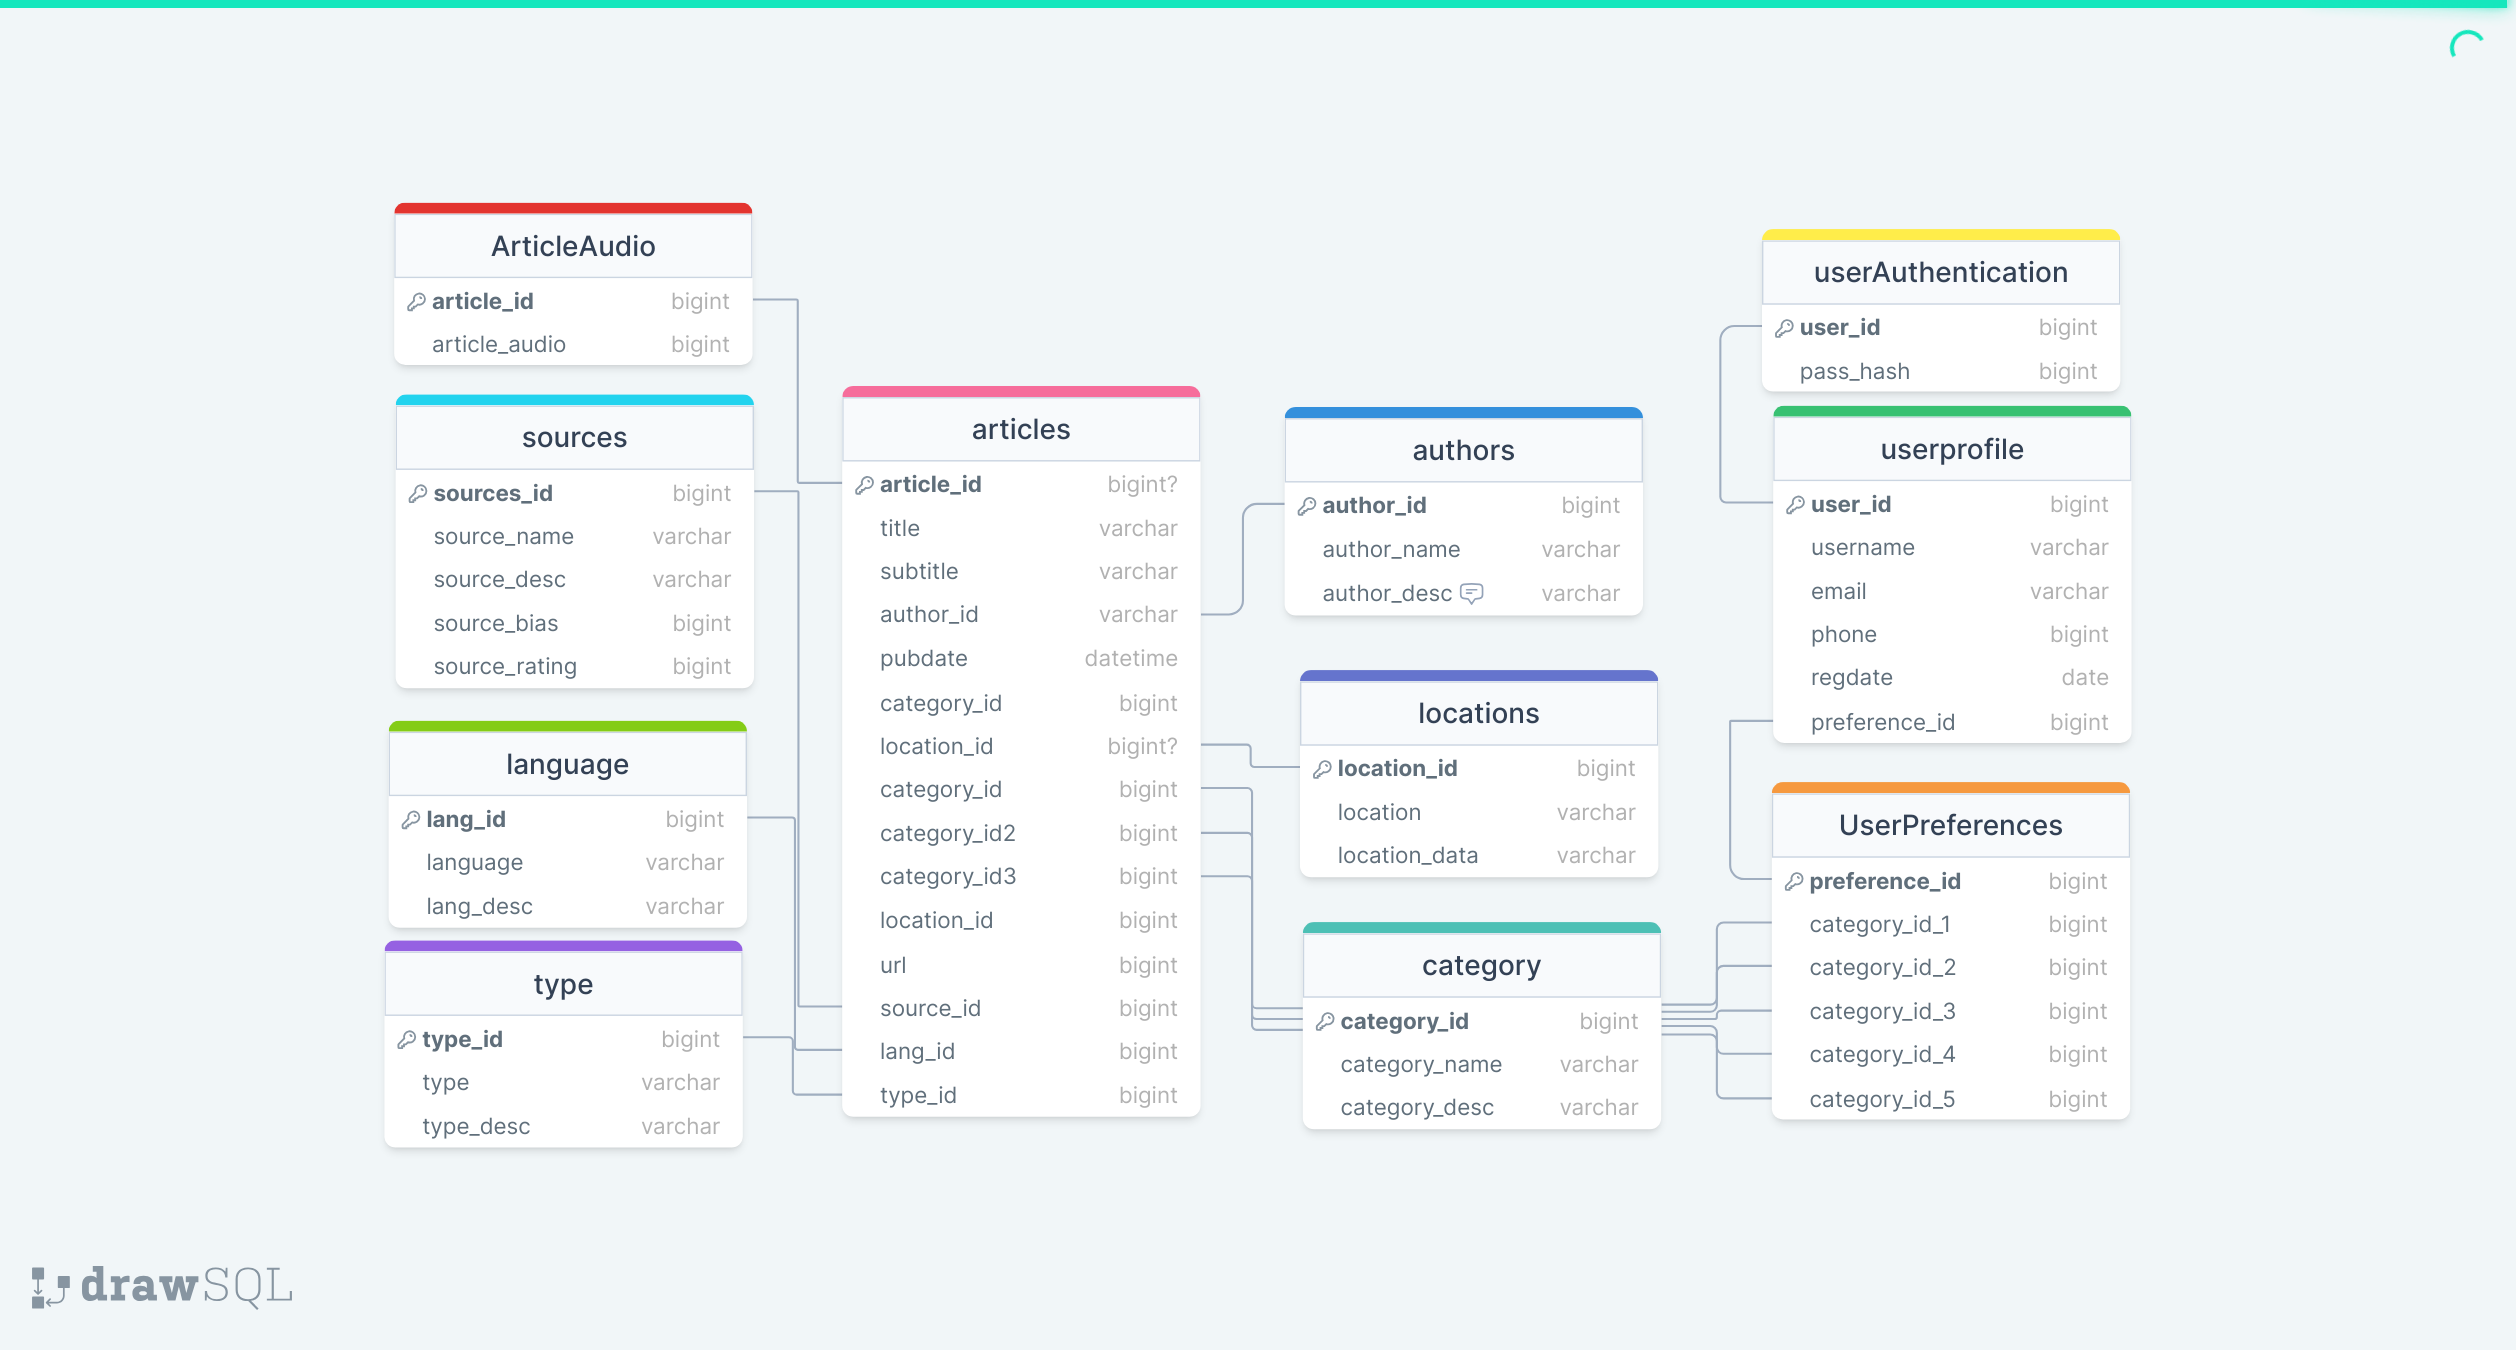 ArticleAudio
article_id bigint
article_audio bigint
sources
sources_id bigint
source_name varchar
source_desc varchar
source_bias bigint
source_rating bigint
language
lang_id bigint
language varchar
lang_desc varchar
type
type_id bigint
type varchar
type_desc varchar
articles
article_id bigint?
title varchar
subtitle varchar
author_id varchar
pubdate datetime
category_id bigint
location_id bigint?
category_id bigint
category_id2 bigint
category_id3 bigint
location_id bigint
url bigint
source_id bigint
lang_id bigint
type_id bigint
authors
author_id bigint
author_name varchar
author_desc varchar
locations
location_id bigint
location varchar
location_data varchar
category
category_id bigint
category_name varchar
category_desc varchar
userAuthentication
user_id bigint
pass_hash bigint
userprofile
user_id bigint
username varchar
email varchar
phone bigint
regdate date
preference_id bigint
UserPreferences
preference_id bigint
category_id_1 bigint
category_id_2 bigint
category_id_3 bigint
category_id_4 bigint
category_id_5 bigint
drawSQL